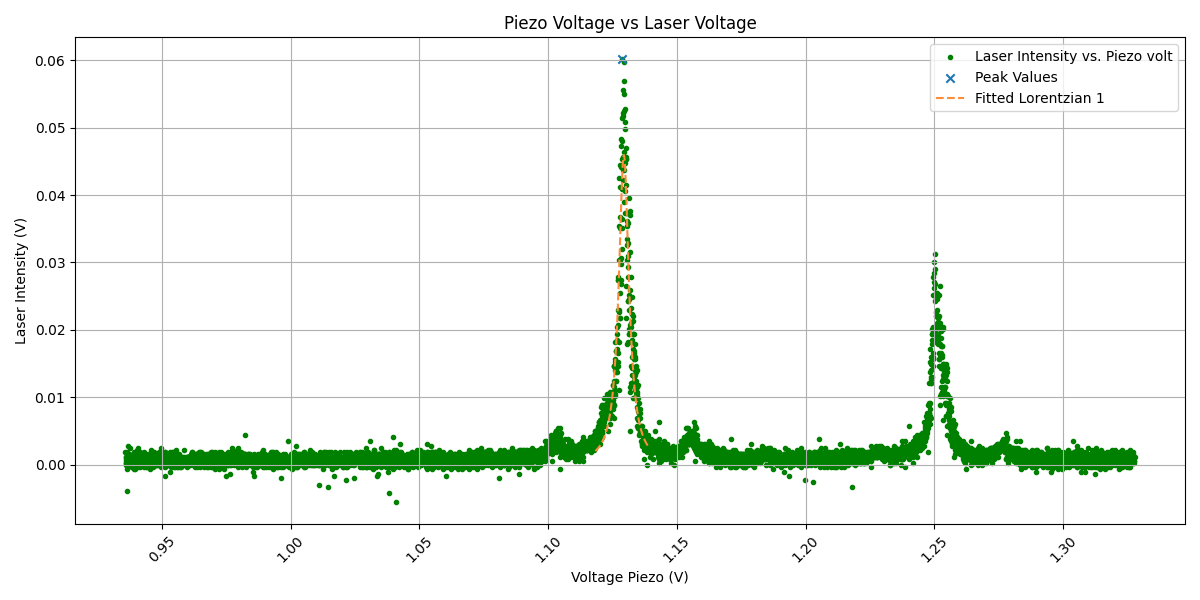 Piezo Voltage vs Laser Voltage
Laser Intensity vs. Piezo volt
Peak Values
Fitted Lorentzian 1
Laser Intensity (V)
0.06
0.05
0.04
0.03
0.02
0.01
0.00
0.95
1.00
1.05
1.10
1.15
1.20
1.25
1.30
Voltage Piezo (V)